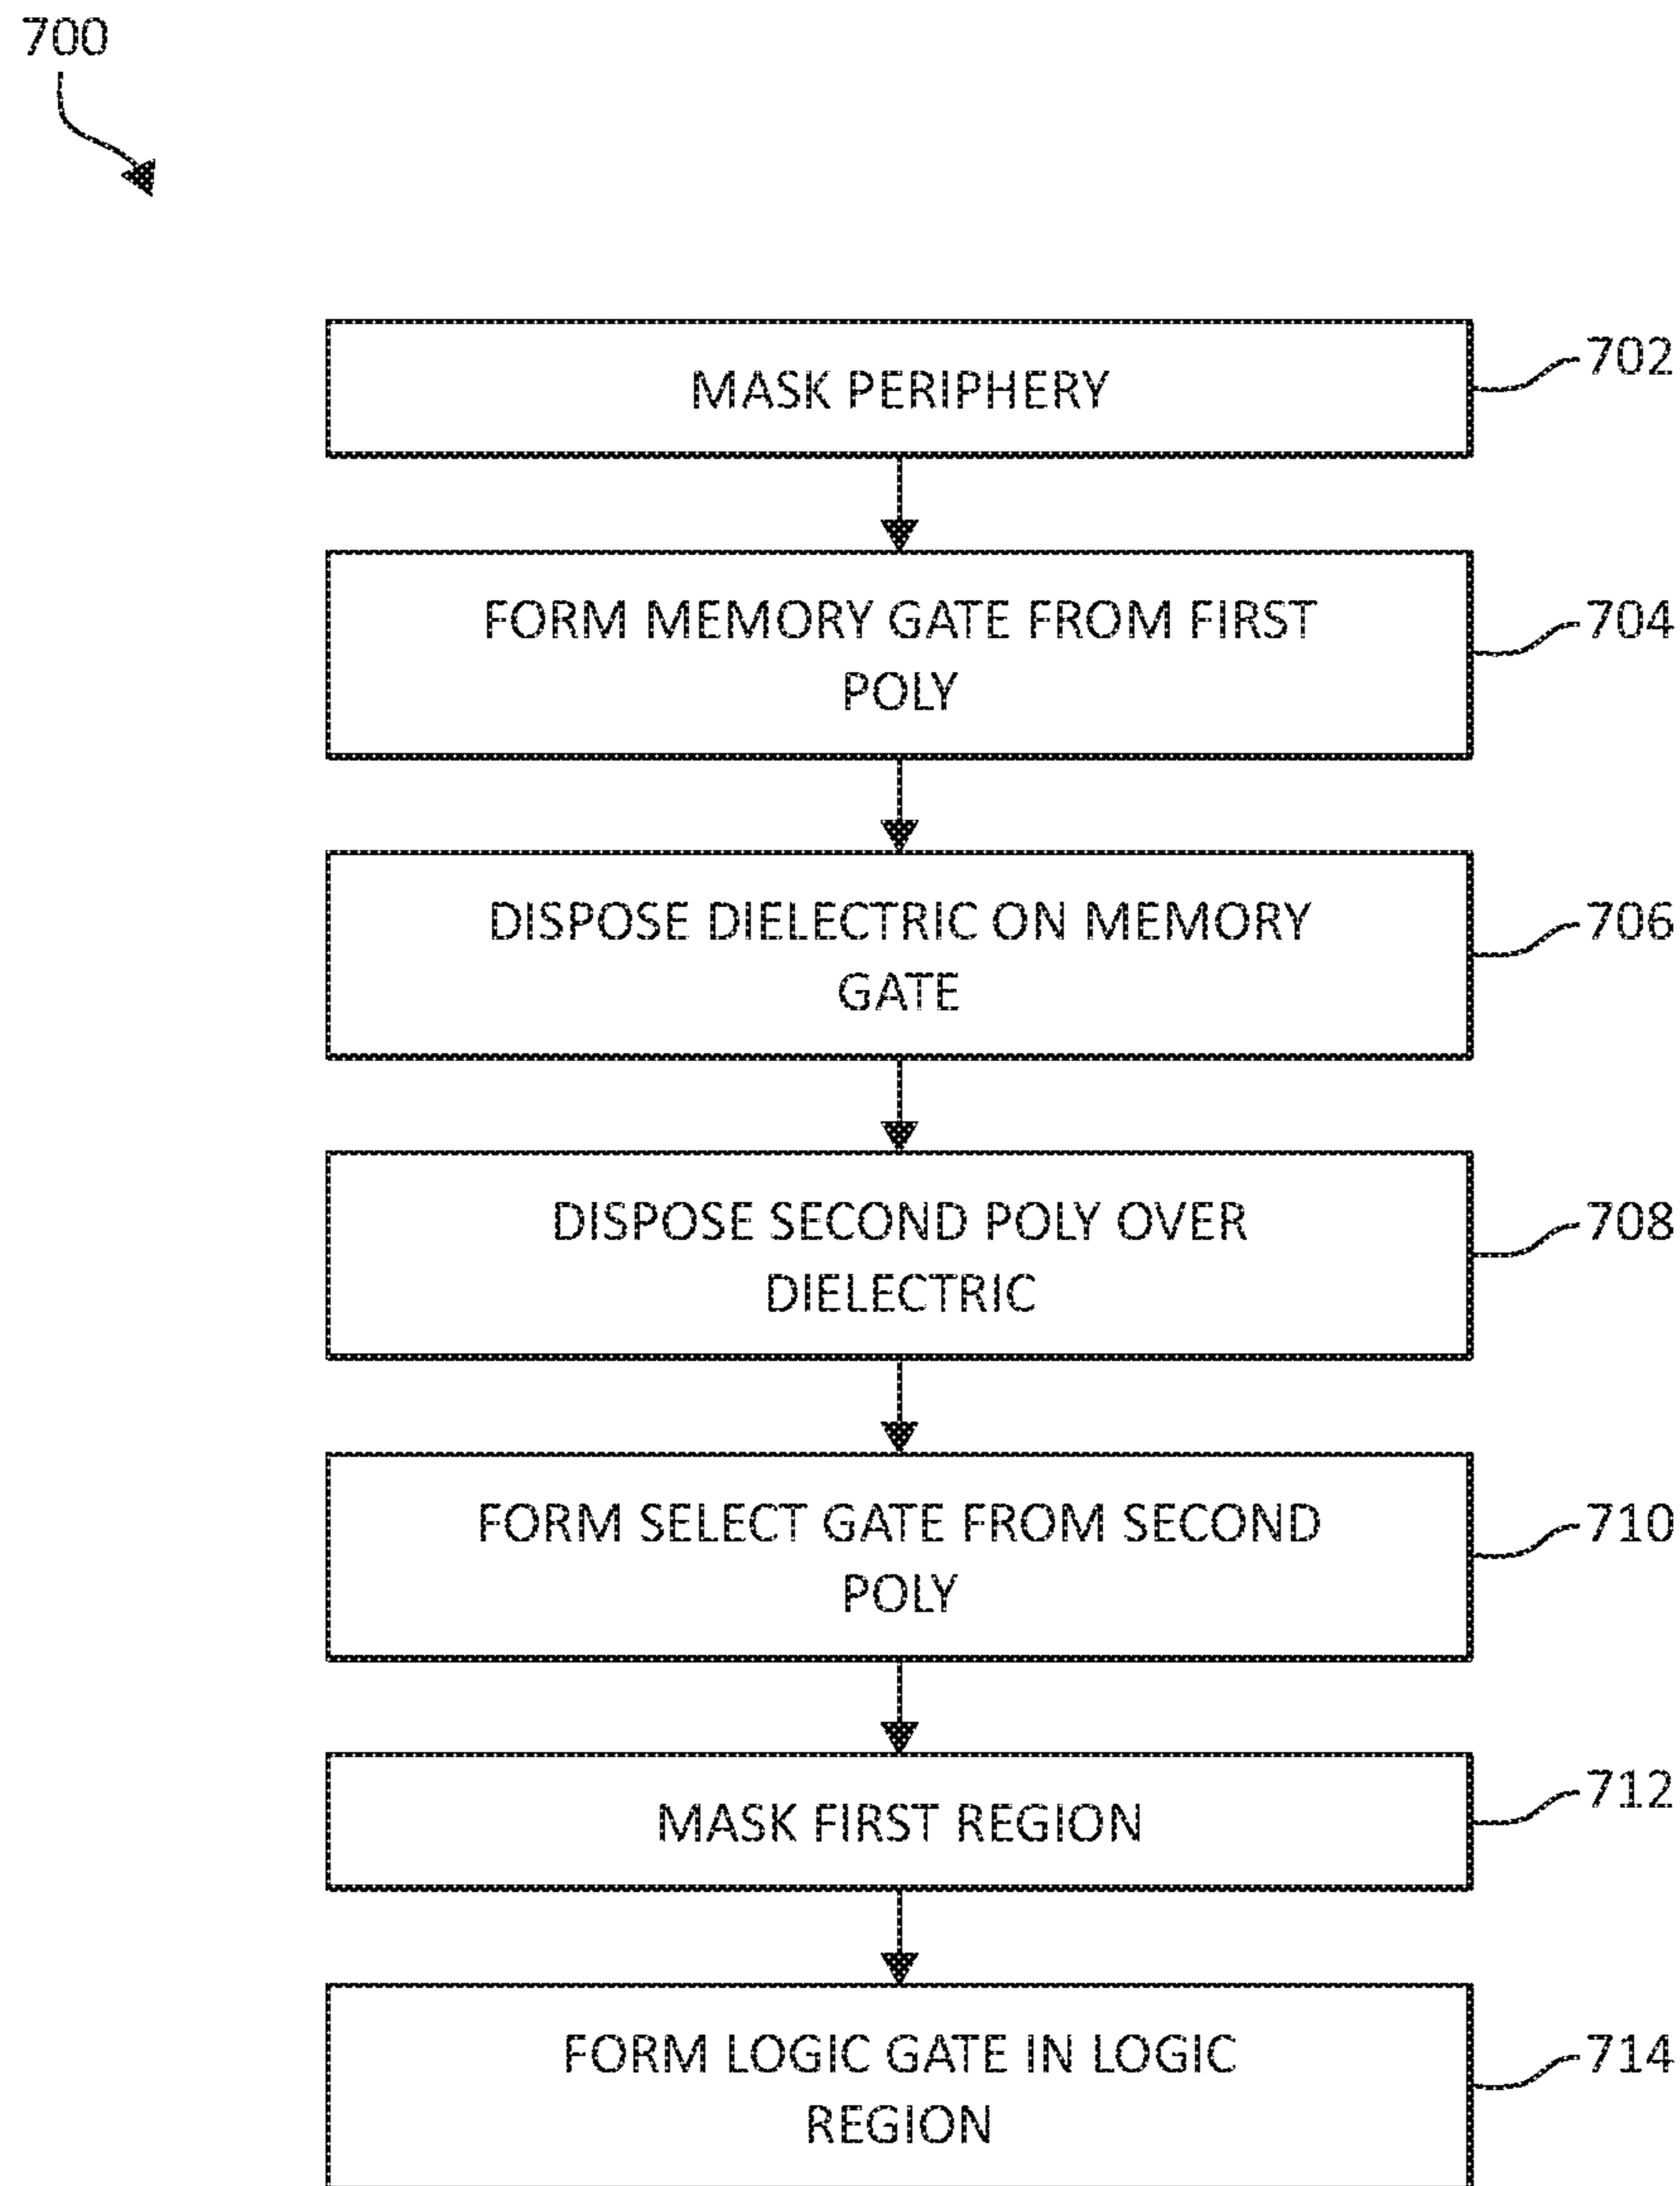 700
MASK PERIPHERY
702
FORM MEMORY GATE FROM FIRST
POLY
704
DISPOSE DIELECTRIC ON MEMORY
GATE
706
DISPOSE SECOND POLY OVER
DIELECTRIC
708
FORM SELECT GATE FROM SECOND
POLY
710
MASK FIRST REGION
712
FORM LOGIC GATE IN LOGIC
REGION
714